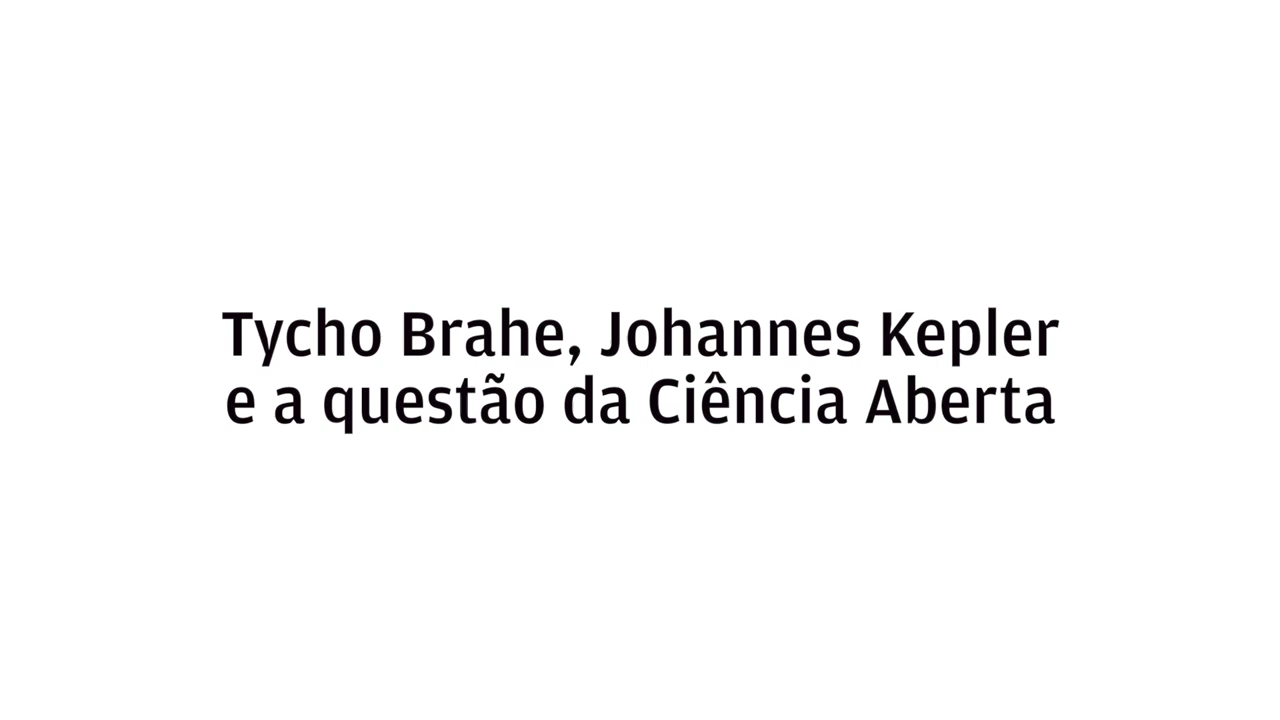 Tycho Brahe, Johannes Kepler
e a questão da Ciência Aberta